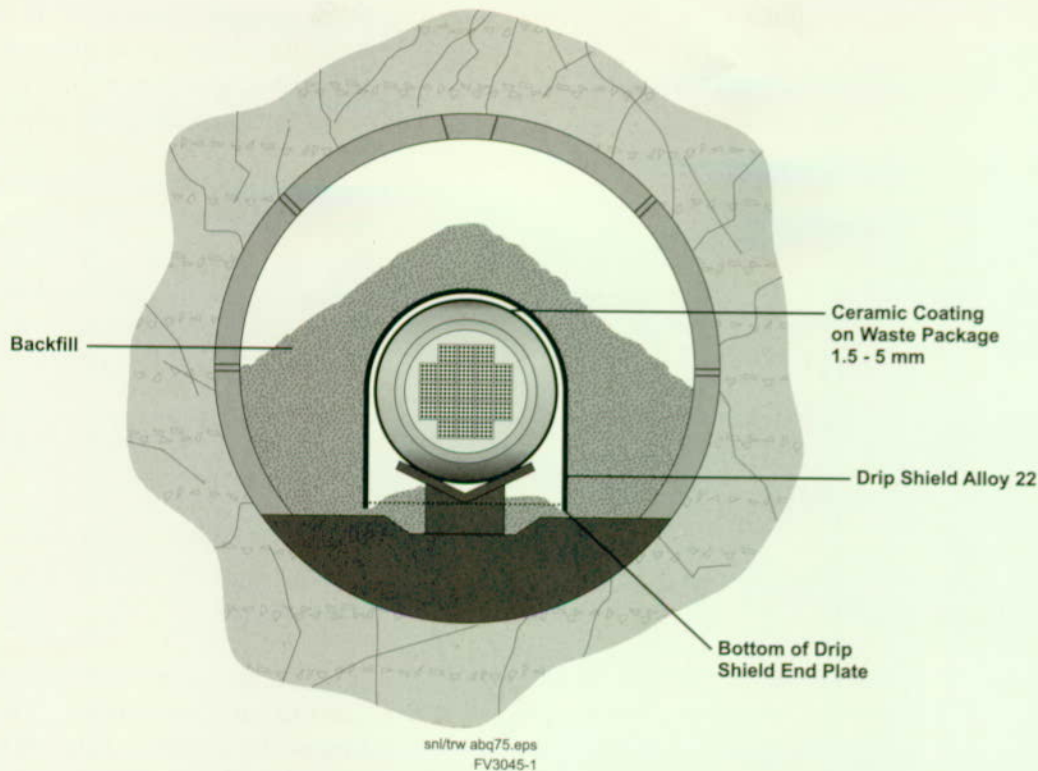 Backfill
Ceramic Coating
on Waste Package
1.5 - 5 mm
Drip Shield Alloy 22
Bottom of Drip
Shield End Plate
snl/trw abq75.eps
FV3045-1